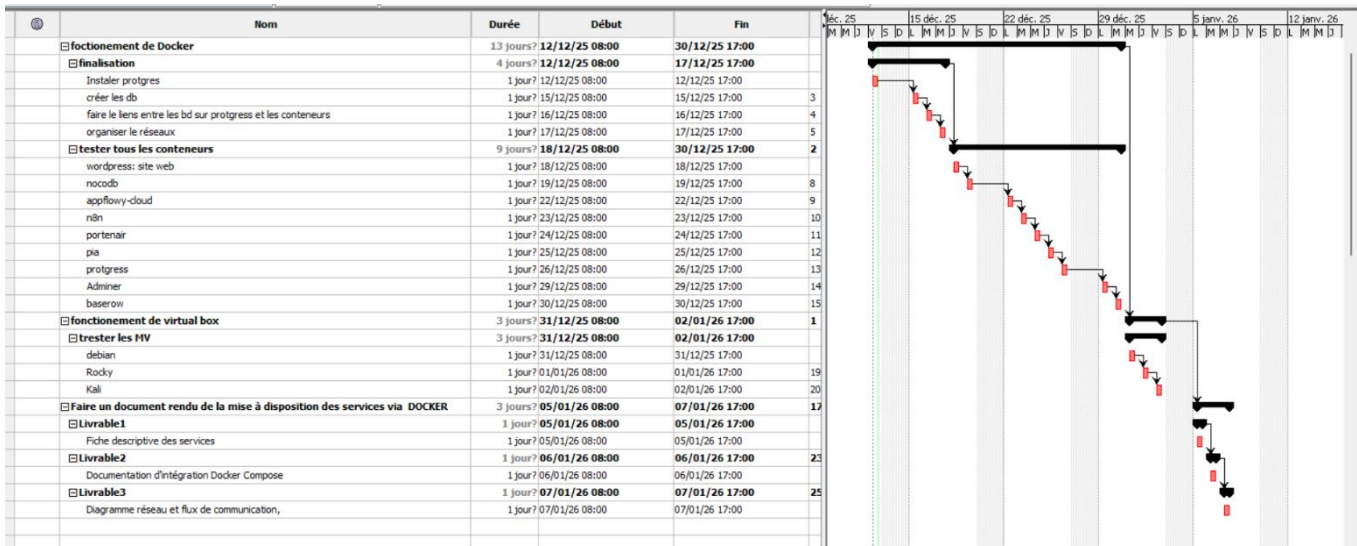 Nom Durée Début Fin
foctionement de Docker 13 jours? 12/12/25 08:00 30/12/25 17:00
finalisation 4 jours? 12/12/25 08:00 17/12/25 17:00
Instaler protgres 1 jour? 12/12/25 08:00 12/12/25 17:00
créer les db 1 jour? 15/12/25 08:00 15/12/25 17:00 3
faire le liens entre les bd sur protgress et les conteneurs 1 jour? 16/12/25 08:00 16/12/25 17:00 4
organiser le réseaux 1 jour? 17/12/25 08:00 17/12/25 17:00 5
tester tous les conteneurs 9 jours? 18/12/25 08:00 30/12/25 17:00 2
wordpress: site web 1 jour? 18/12/25 08:00 18/12/25 17:00
nocodb 1 jour? 19/12/25 08:00 19/12/25 17:00 8
appflowy-cloud 1 jour? 22/12/25 08:00 22/12/25 17:00 9
n8n 1 jour? 23/12/25 08:00 23/12/25 17:00 10
portenair 1 jour? 24/12/25 08:00 24/12/25 17:00 11
pia 1 jour? 25/12/25 08:00 25/12/25 17:00 12
protgress 1 jour? 26/12/25 08:00 26/12/25 17:00 13
Adminer 1 jour? 29/12/25 08:00 29/12/25 17:00 14
baserow 1 jour? 30/12/25 08:00 30/12/25 17:00 15
fonctionement de virtual box 3 jours? 31/12/25 08:00 02/01/26 17:00 1
trester les MV 3 jours? 31/12/25 08:00 02/01/26 17:00
debian 1 jour? 31/12/25 08:00 31/12/25 17:00
Rocky 1 jour? 01/01/26 08:00 01/01/26 17:00 19
Kali 1 jour? 02/01/26 08:00 02/01/26 17:00 20
Faire un document rendu de la mise à disposition des services via DOCKER 3 jours? 05/01/26 08:00 07/01/26 17:00 17
Livrable1 1 jour? 05/01/26 08:00 05/01/26 17:00
Fiche descriptive des services 1 jour? 05/01/26 08:00 05/01/26 17:00
Livrable2 1 jour? 06/01/26 08:00 06/01/26 17:00 23
Documentation d'intégration Docker Compose 1 jour? 06/01/26 08:00 06/01/26 17:00
Livrable3 1 jour? 07/01/26 08:00 07/01/26 17:00 25
Diagramme réseau et flux de communication, 1 jour? 07/01/26 08:00 07/01/26 17:00
déc. 25 15 déc. 25 22 déc. 25 29 déc. 25 5 janv. 26 12 janv. 26
M M J V S D L M M J V S D L M M J V S D L M M J V S D L M M J V S D L M M J